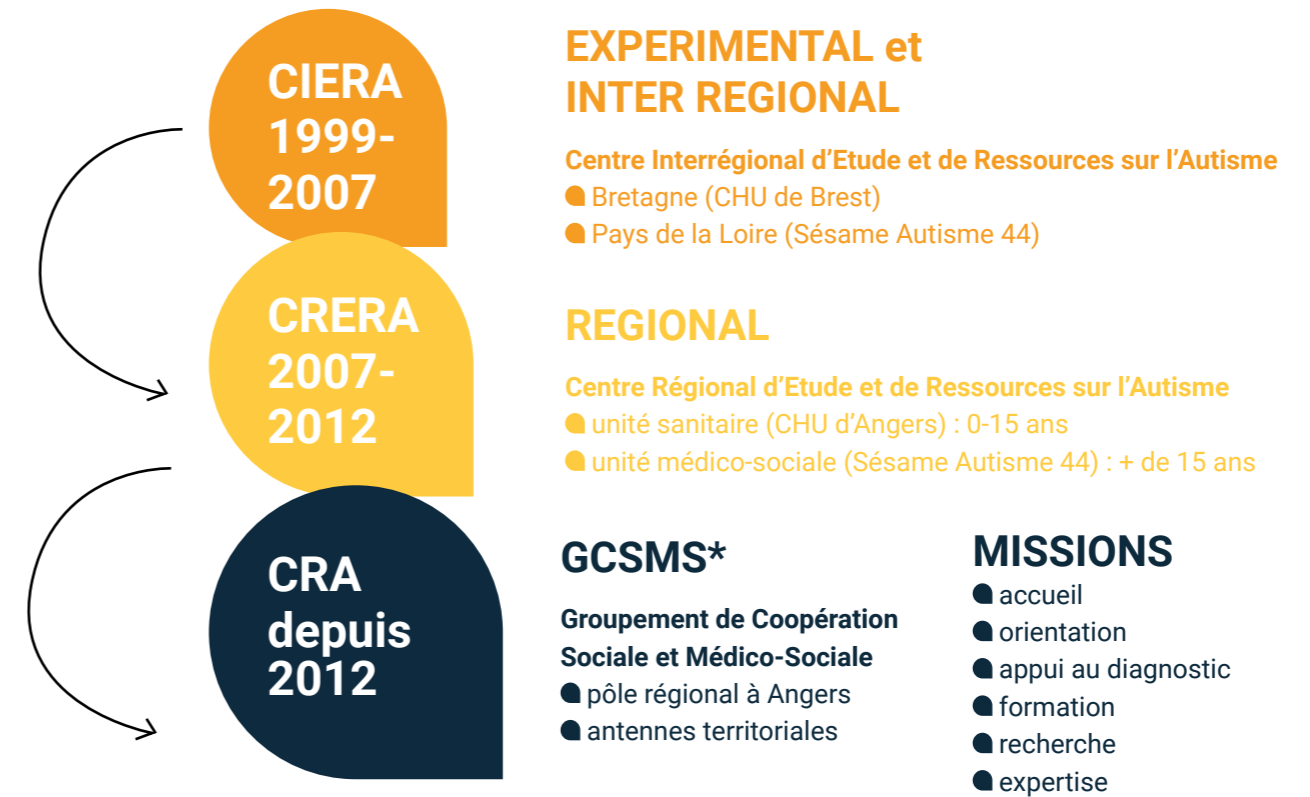 CIERA
1999-
2007
EXPERIMENTAL et
INTER REGIONAL
Centre Interrégional d'Etude et de Ressources sur l'Autisme
Bretagne (CHU de Brest)
Pays de la Loire (Sésame Autisme 44)
CRERA
2007-
2012
REGIONAL
Centre Régional d'Etude et de Ressources sur l'Autisme
unité sanitaire (CHU d'Angers) : 0-15 ans
unité médico-sociale (Sésame Autisme 44) : + de 15 ans
CRA
depuis
2012
GCSMS*
Groupement de Coopération
Sociale et Médico-Sociale
pôle régional à Angers
antennes territoriales
MISSIONS
accueil
orientation
appui au diagnostic
formation
recherche
expertise